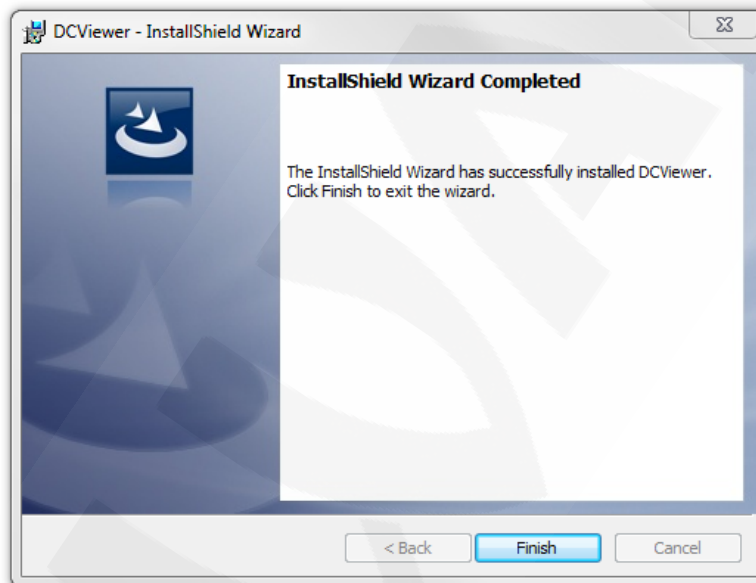 DCViewer - InstallShield Wizard
InstallShield Wizard Completed
The InstallShield Wizard has successfully installed DCViewer.
Click Finish to exit the wizard.
< Back
Finish
Cancel